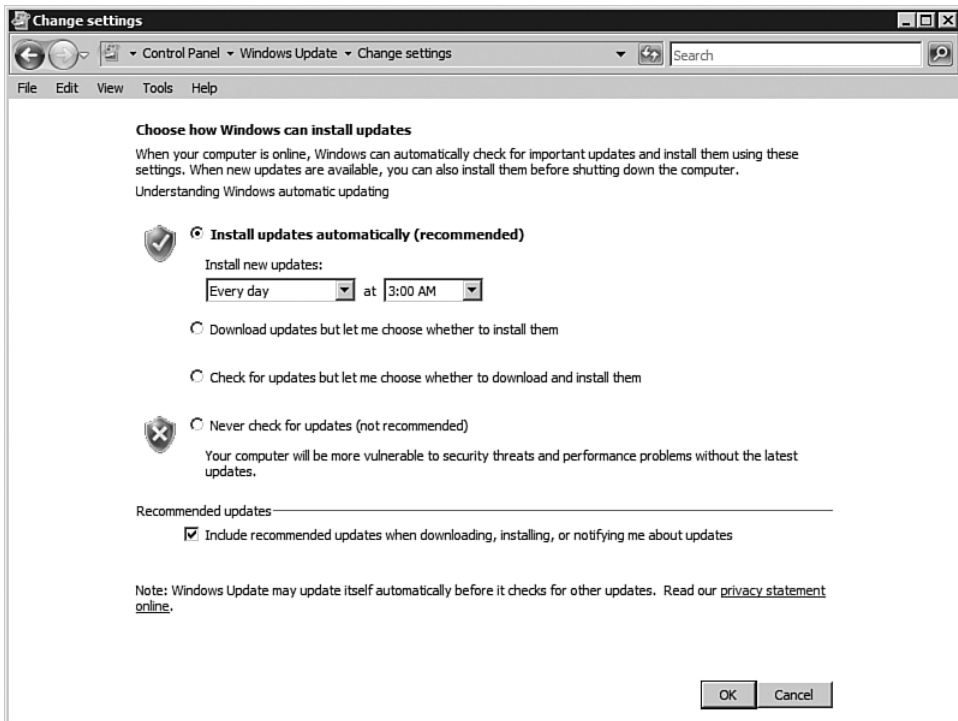 Change settings
Control Panel Windows Update Change settings
Search
File Edit View Tools Help
Choose how Windows can install updates
When your computer is online, Windows can automatically check for important updates and install them using these
settings. When new updates are available, you can also install them before shutting down the computer.
Understanding Windows automatic updating
Install updates automatically (recommended)
Install new updates:
Every day at 3:00 AM
Download updates but let me choose whether to install them
Check for updates but let me choose whether to download and install them
Never check for updates (not recommended)
Your computer will be more vulnerable to security threats and performance problems without the latest
updates.
Recommended updates
Include recommended updates when downloading, installing, or notifying me about updates
Note: Windows Update may update itself automatically before it checks for other updates. Read our privacy statement
online.
OK Cancel